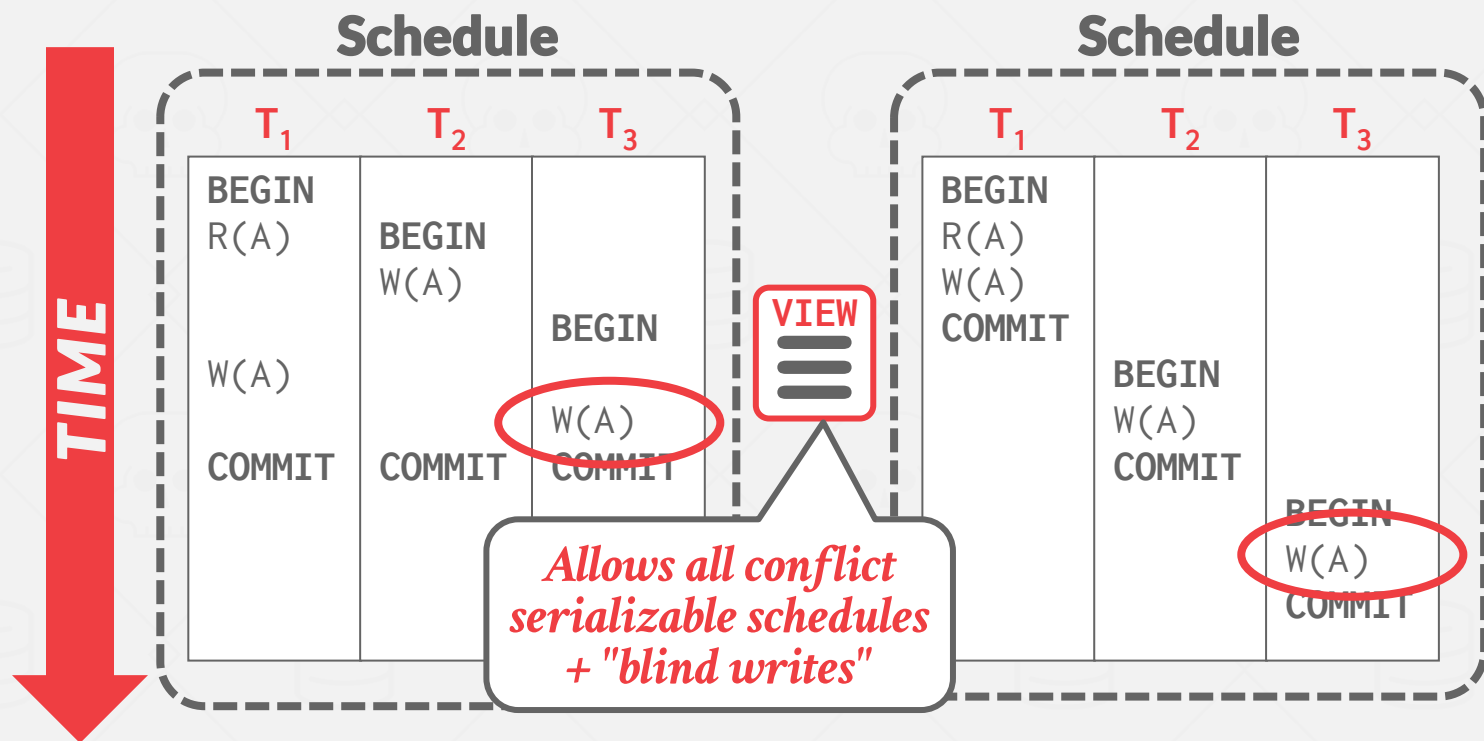 Schedule
T1 T2 T3
BEGIN
R(A) BEGIN
W(A)
BEGIN
W(A)
W(A)
COMMIT COMMIT COMMIT
TIME
VIEW
Allows all conflict
serializable schedules
+ "blind writes"
Schedule
T1 T2 T3
BEGIN
R(A)
W(A)
COMMIT
BEGIN
W(A)
COMMIT
BEGIN
W(A)
COMMIT